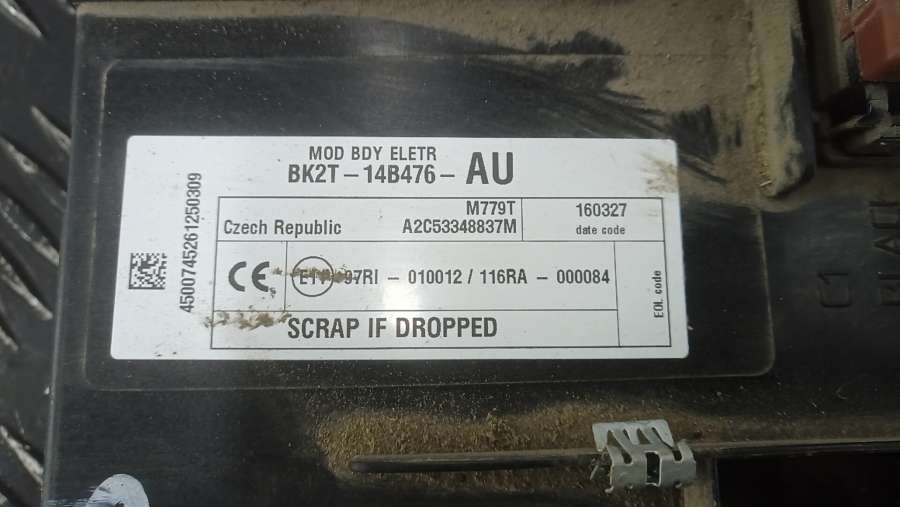 MOD BDY ELETR
BK2T-14B476-AU
4500745261250309
M779T
Czech Republic A2C53348837M
160327
date code
CE
97RI - 010012 / 116RA - 000084
EOL code
SCRAP IF DROPPED
C1